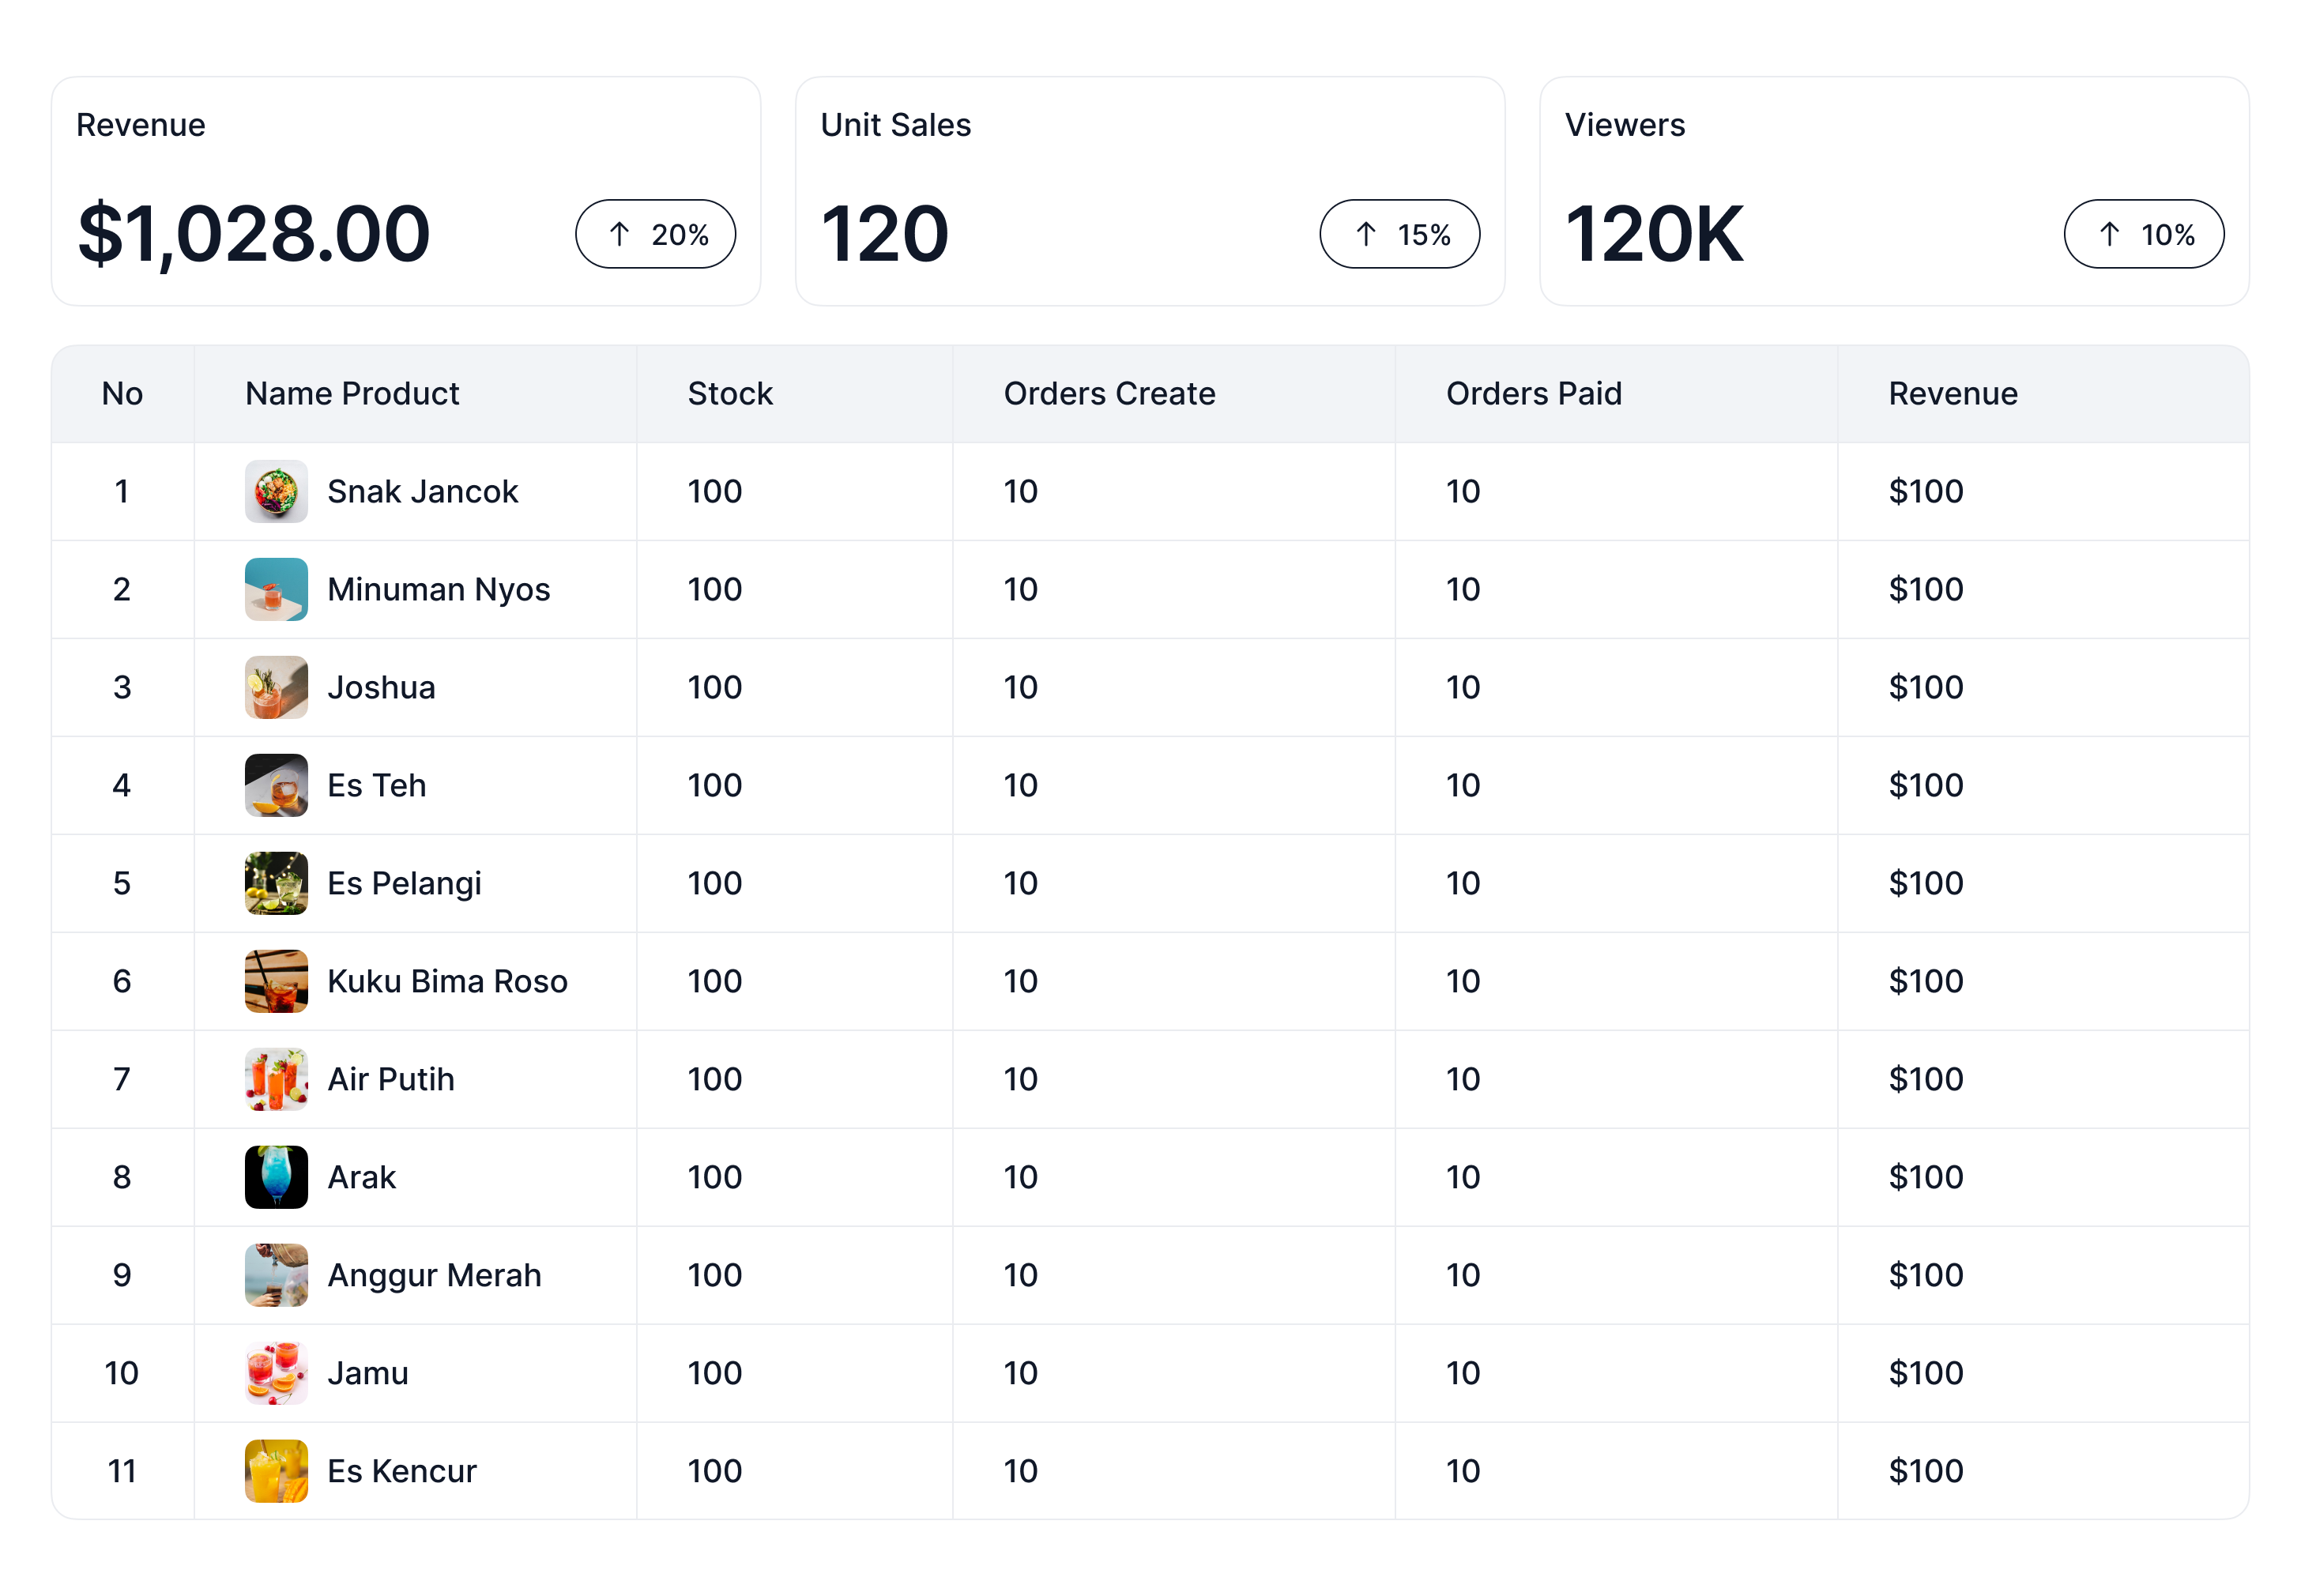 Revenue
$1,028.00 ↑ 20%
Unit Sales
120 ↑ 15%
Viewers
120K ↑ 10%
No Name Product Stock Orders Create Orders Paid Revenue
1 Snak Jancok 100 10 10 $100
2 Minuman Nyos 100 10 10 $100
3 Joshua 100 10 10 $100
4 Es Teh 100 10 10 $100
5 Es Pelangi 100 10 10 $100
6 Kuku Bima Roso 100 10 10 $100
7 Air Putih 100 10 10 $100
8 Arak 100 10 10 $100
9 Anggur Merah 100 10 10 $100
10 Jamu 100 10 10 $100
11 Es Kencur 100 10 10 $100